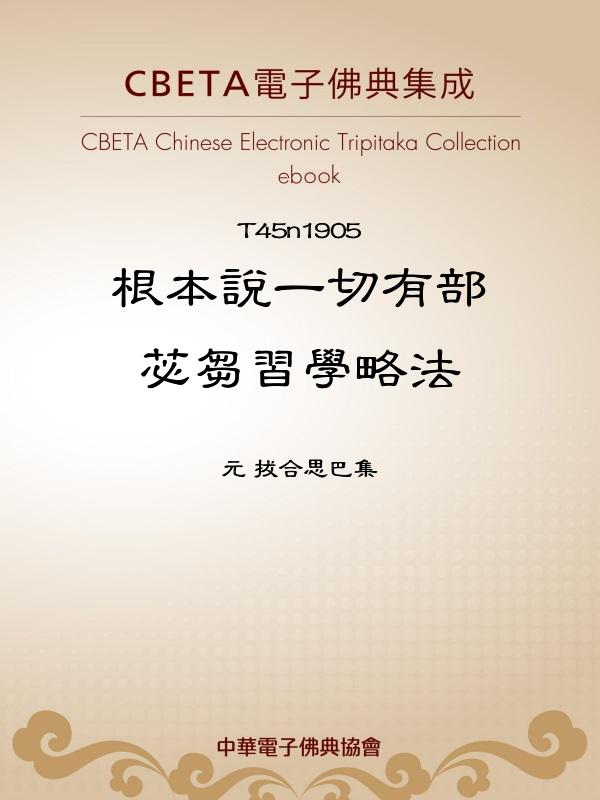 CBETA電子佛典集成
CBETA Chinese Electronic Tripitaka Collection
ebook
T45n1905
根本說一切有部
苾芻習學略法
元 拔合思巴集
中華電子佛典協會